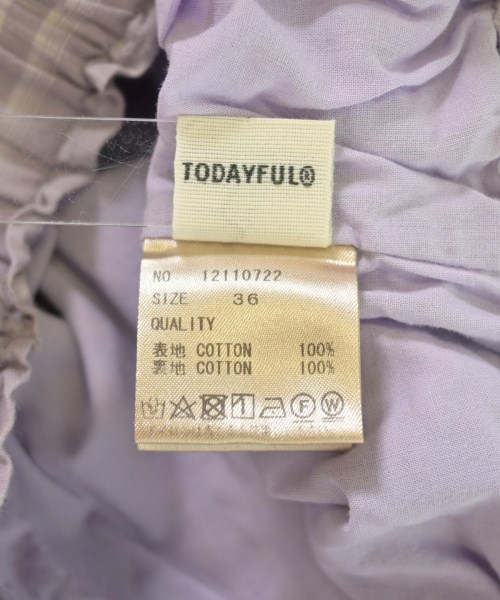 TODAYFUL®
NO 12110722
SIZE 36
QUALITY
表地 COTTON 100%
裏地 COTTON 100%
F W